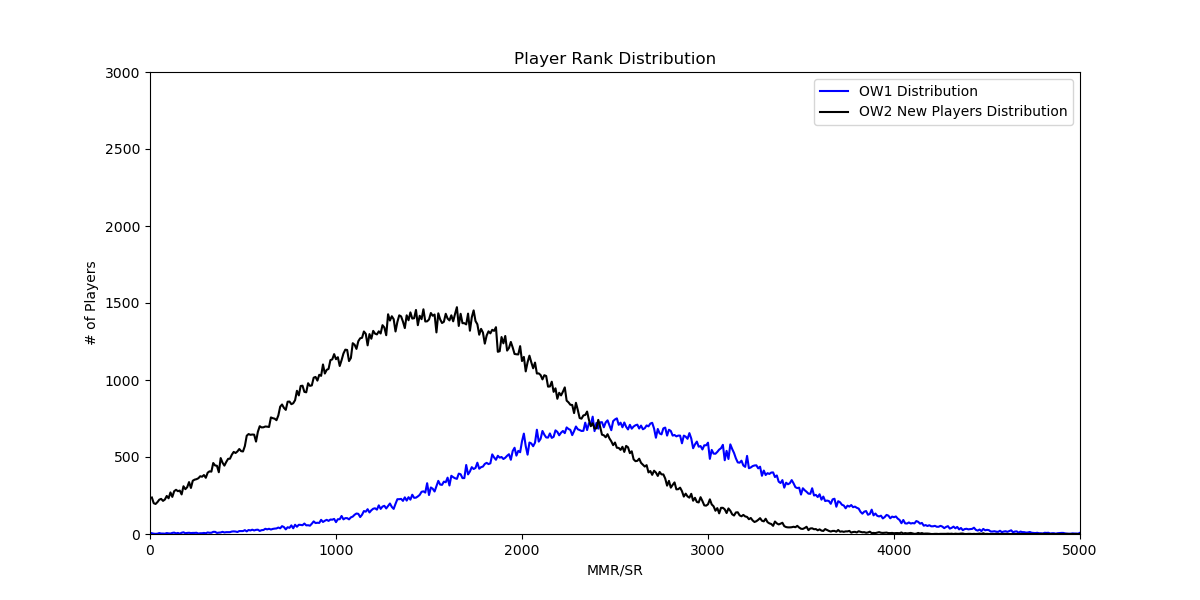 Player Rank Distribution
OW1 Distribution
OW2 New Players Distribution
# of Players
3000
2500
2000
1500
1000
500
0
0 1000 2000 3000 4000 5000
MMR/SR